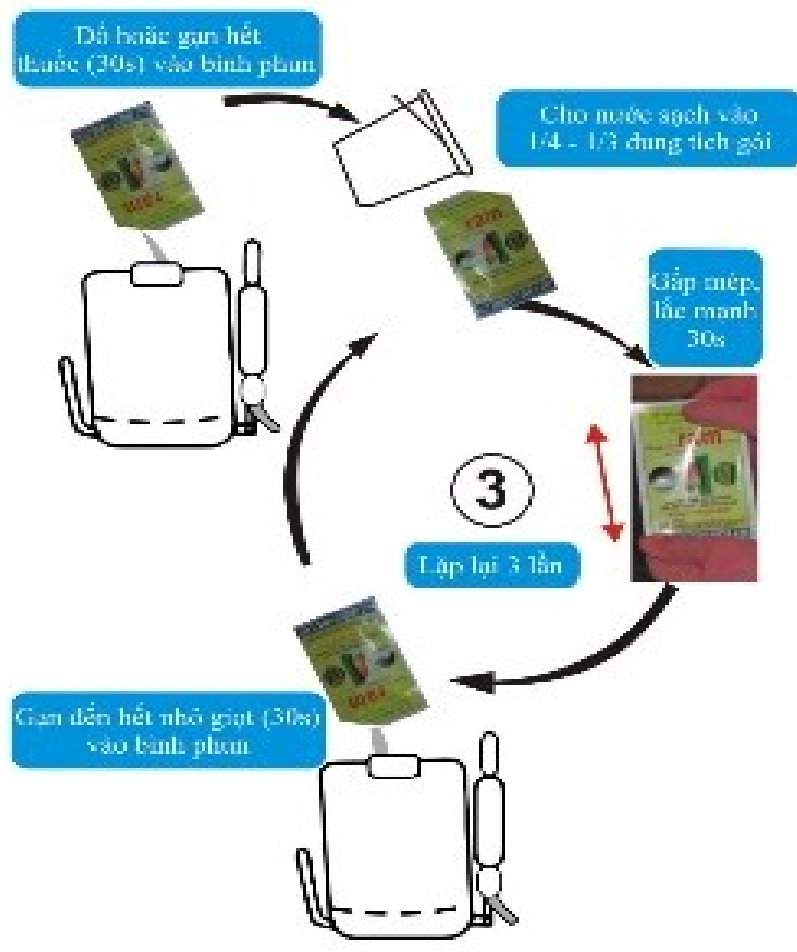 Đổ hoặc gạn hết
thuốc (30s) vào bình phun
Cho nước sạch vào
1/4 - 1/3 dung tích gói
Gấp mép,
lắc mạnh
30s
3
Lặp lại 3 lần
Gạn đến hết nhỏ giọt (30s)
vào bình phun